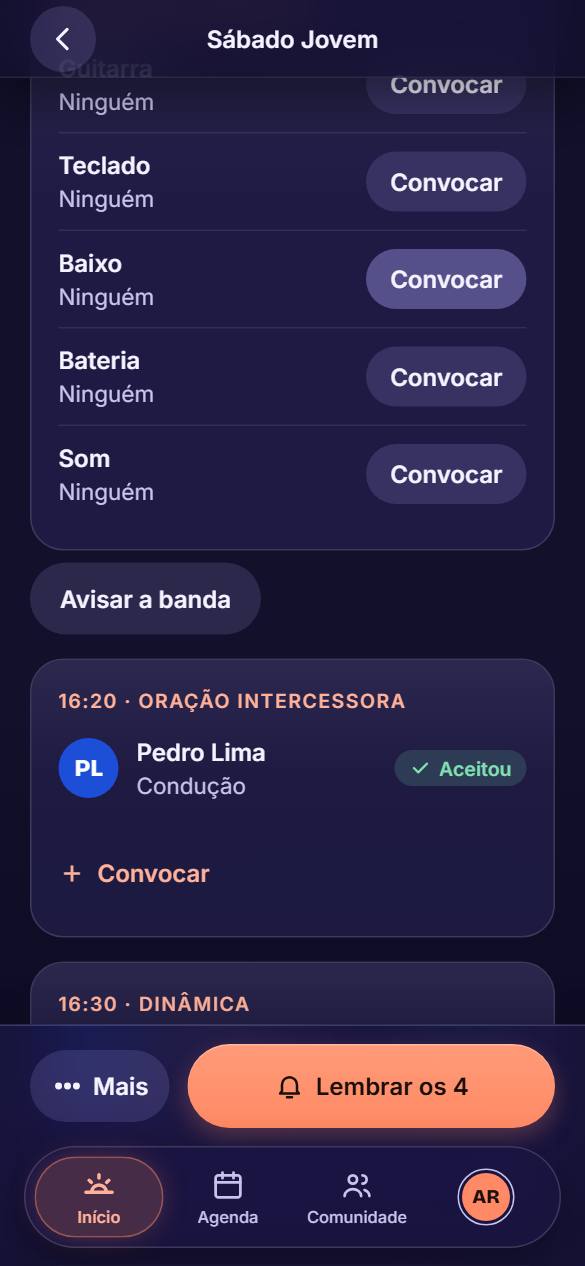 Sábado Jovem
Guitarra
Ninguém
Convocar
Teclado
Ninguém
Convocar
Baixo
Ninguém
Convocar
Bateria
Ninguém
Convocar
Som
Ninguém
Convocar
Avisar a banda
16:20 · ORAÇÃO INTERCESSORA
PL
Pedro Lima
Condução
Aceitou
+ Convocar
16:30 · DINÂMICA
••• Mais
Lembrar os 4
Início
Agenda
Comunidade
AR